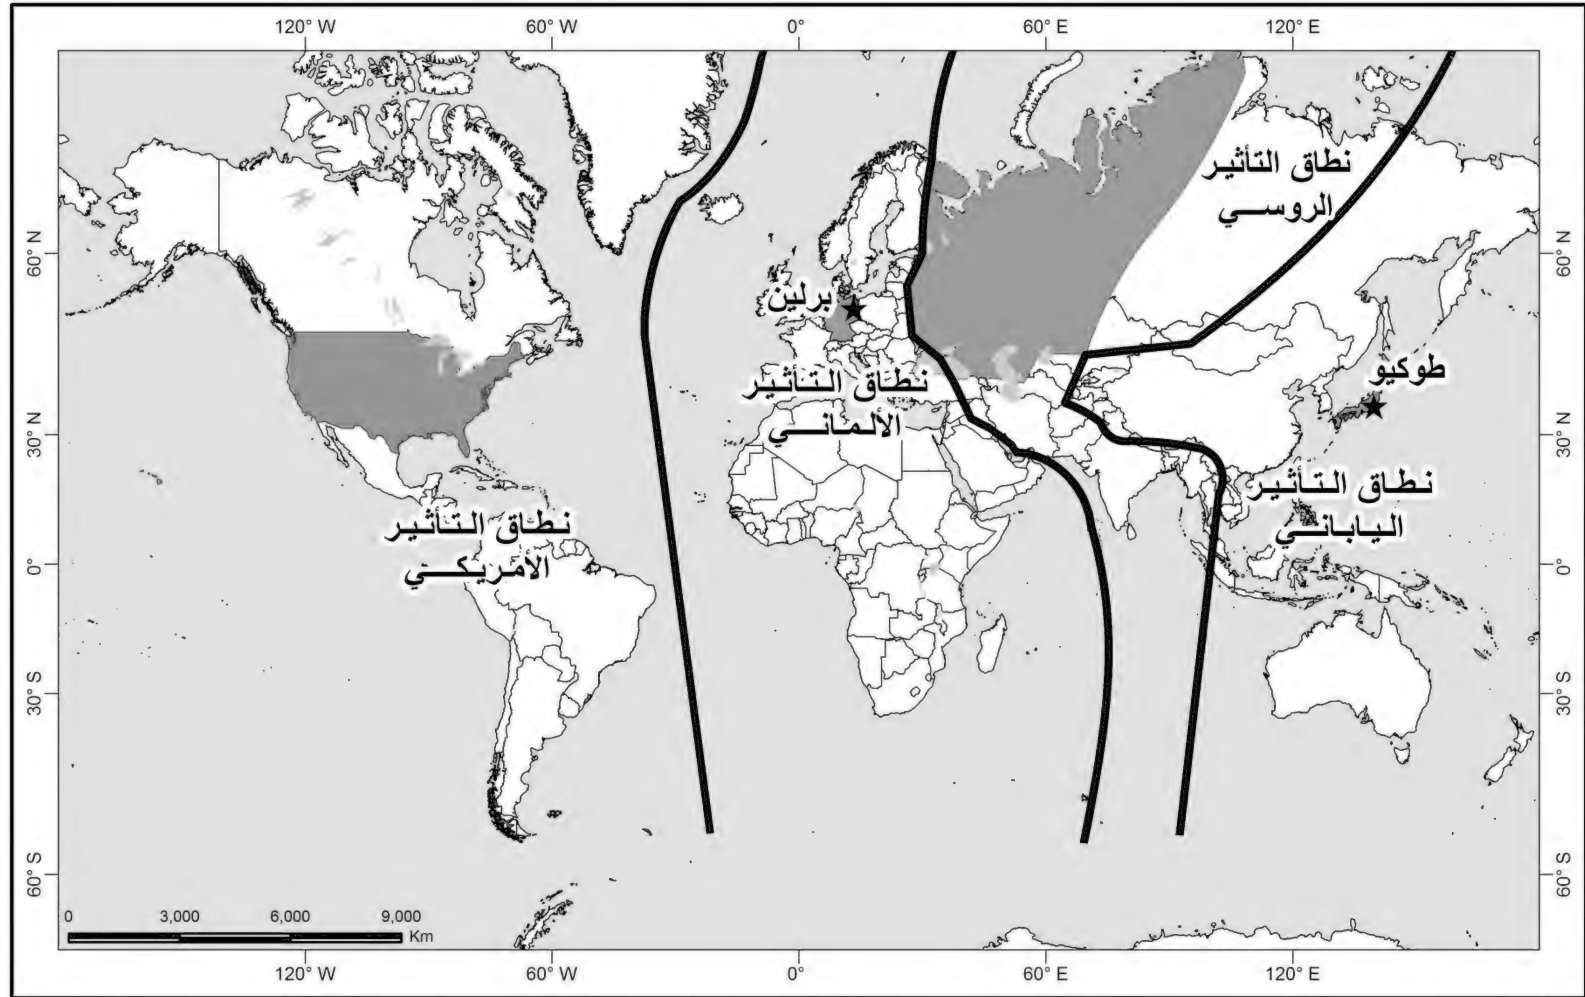 120° W
60° W
0°
60° E
120° E
60° N
30° N
0°
30° S
60° S
60° N
30° N
0°
30° S
60° S
نطاق التأثير
الروسي
برلين
نطاق التأثير
الألماني
طوكيو
نطاق التأثير
الياباني
نطاق التأثير
الأمريكي
0
3,000
6,000
9,000
Km
120° W
60° W
0°
60° E
120° E